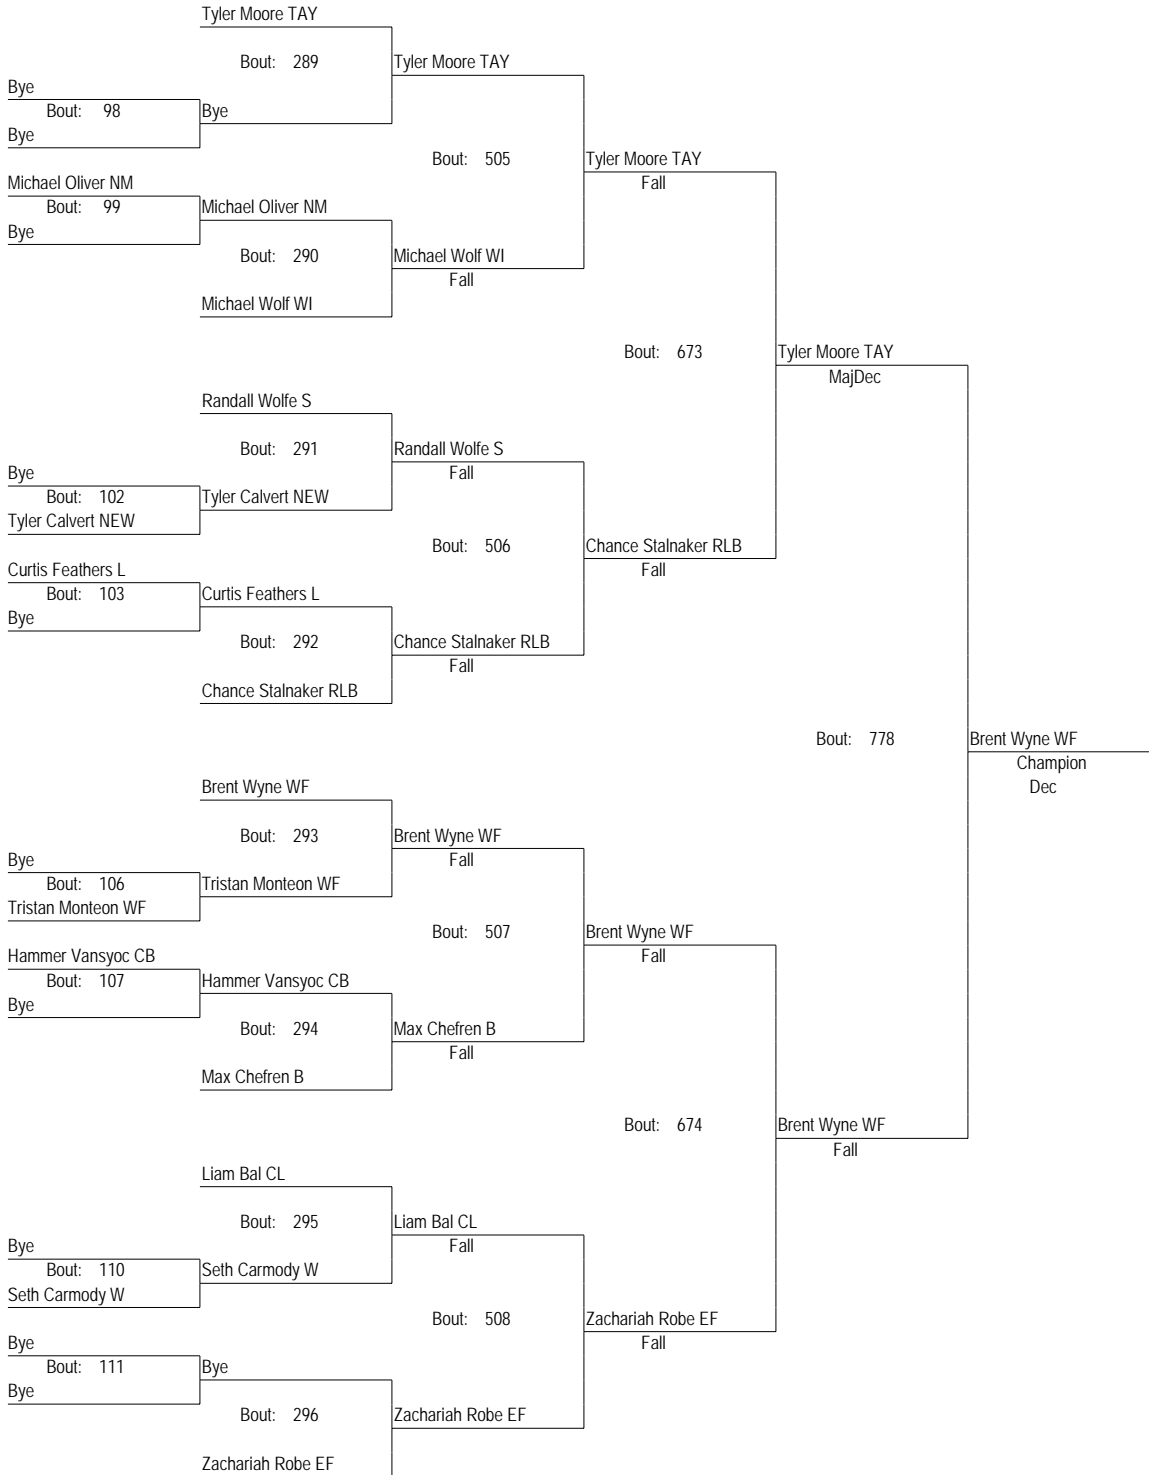 Tyler Moore TAY
Bout: 289
Tyler Moore TAY
Bye
Bout: 98
Bye
Bye
Bout: 505
Tyler Moore TAY
Fall
Michael Oliver NM
Bout: 99
Michael Oliver NM
Bye
Bout: 290
Michael Wolf WI
Fall
Michael Wolf WI
Bout: 673
Tyler Moore TAY
MajDec
Randall Wolfe S
Bout: 291
Randall Wolfe S
Fall
Bye
Bout: 102
Tyler Calvert NEW
Tyler Calvert NEW
Bout: 506
Chance Stalnaker RLB
Fall
Curtis Feathers L
Bout: 103
Curtis Feathers L
Bye
Bout: 292
Chance Stalnaker RLB
Fall
Chance Stalnaker RLB
Bout: 778
Brent Wyne WF
Champion
Dec
Brent Wyne WF
Bout: 293
Brent Wyne WF
Fall
Bye
Bout: 106
Tristan Monteon WF
Tristan Monteon WF
Bout: 507
Brent Wyne WF
Fall
Hammer Vansyoc CB
Bout: 107
Hammer Vansyoc CB
Bye
Bout: 294
Max Chefren B
Fall
Max Chefren B
Bout: 674
Brent Wyne WF
Fall
Liam Bal CL
Bout: 295
Liam Bal CL
Fall
Bye
Bout: 110
Seth Carmody W
Seth Carmody W
Bout: 508
Zachariah Robe EF
Fall
Bye
Bout: 111
Bye
Bye
Bout: 296
Zachariah Robe EF
Zachariah Robe EF